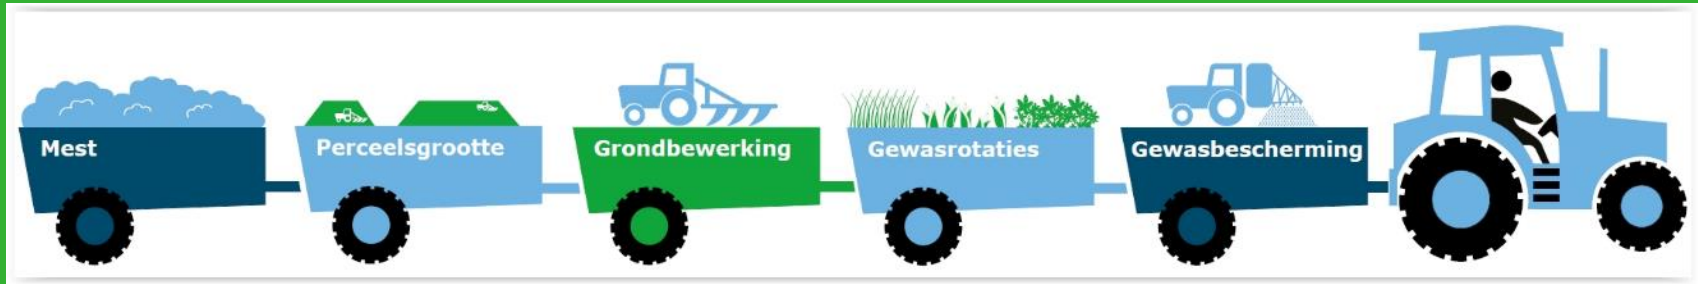 Mest
Perceelsgrootte
Grondbewerking
Gewasrotaties
Gewasbescherming